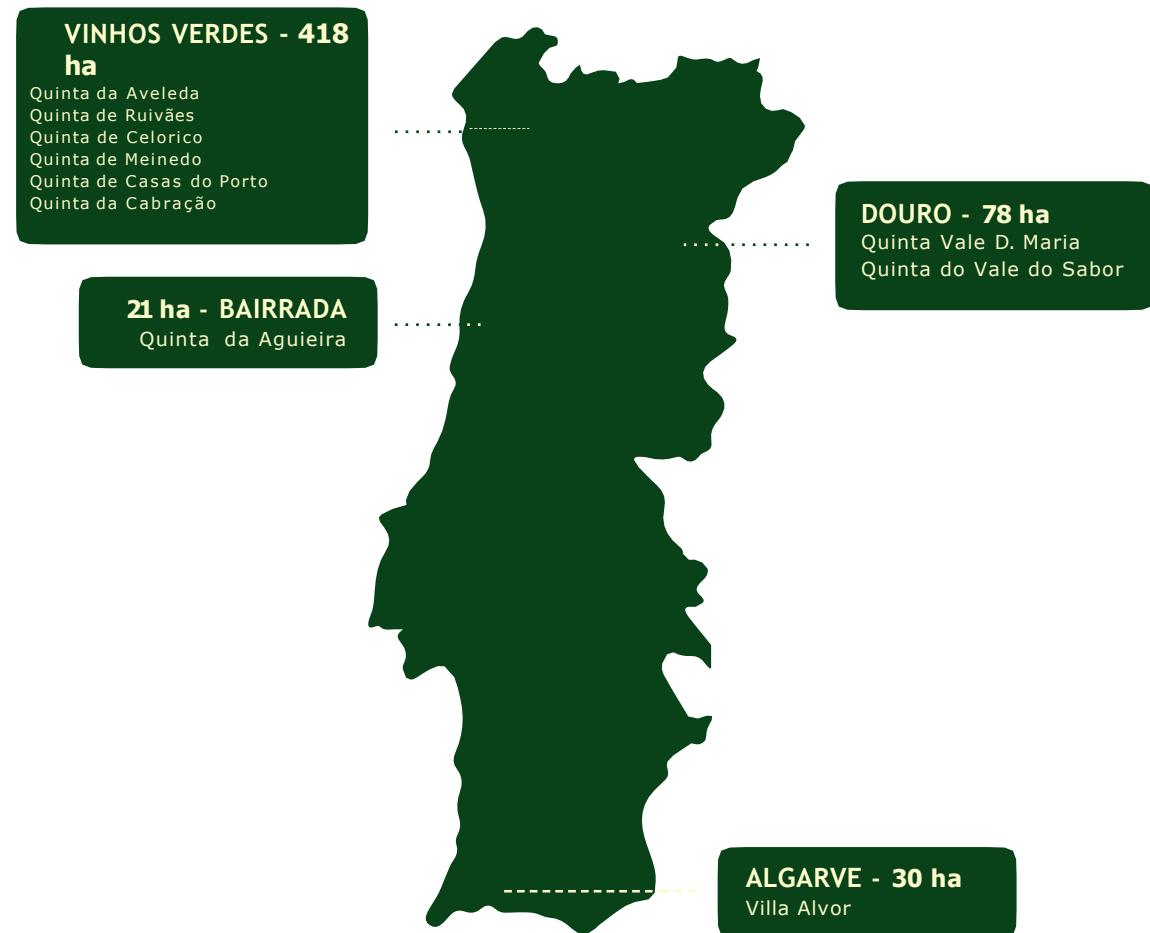 VINHOS VERDES - 418
ha
Quinta da Aveleda
Quinta de Ruivães
Quinta de Celorico
Quinta de Meinedo
Quinta de Casas do Porto
Quinta da Cabração
DOURO - 78 ha
Quinta Vale D. Maria
Quinta do Vale do Sabor
21 ha - BAIRRADA
Quinta da Aguieira
ALGARVE - 30 ha
Villa Alvor